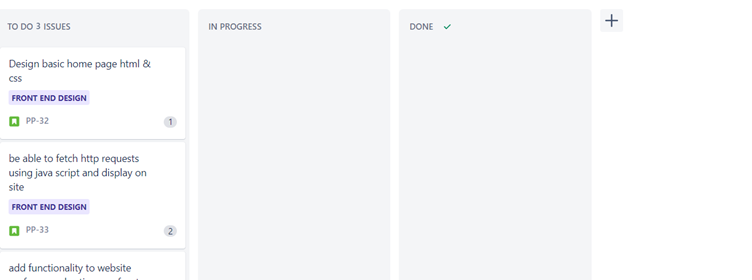 TO DO 3 ISSUES
IN PROGRESS
DONE
Design basic home page html &
css
FRONT END DESIGN
PP-32
1
be able to fetch http requests
using java script and display on
site
FRONT END DESIGN
PP-33
2
add functionality to website